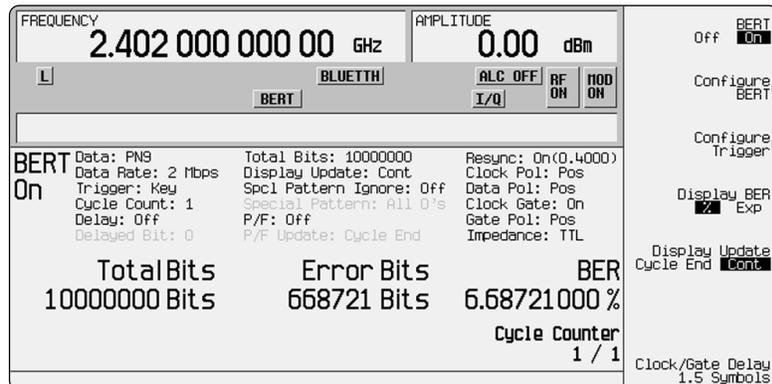 FREQUENCY
2.402 000 000 00 GHz
AMPLITUDE
0.00 dBm
L
BLUETTH
ALC OFF
BERT
I/Q
RF ON
MOD ON
BERT On
Data: PN9
Data Rate: 2 Mbps
Trigger: Key
Cycle Count: 1
Delay: Off
Delayed Bit: 0
Total Bits: 10000000
Display Update: Cont
Spcl Pattern Ignore: Off
Special Pattern: All 0's
P/F: Off
P/F Update: Cycle End
Resync: On(0.4000)
Clock Pol: Pos
Data Pol: Pos
Clock Gate: On
Gate Pol: Pos
Impedance: TTL
Total Bits
Error Bits
BER
10000000 Bits
668721 Bits
6.68721000 %
Cycle Counter
1 / 1
BERT
Off On
Configure
BERT
Configure
Trigger
Display BER
% Exp
Display Update
Cycle End Cont
Clock/Gate Delay
1.5 Symbols